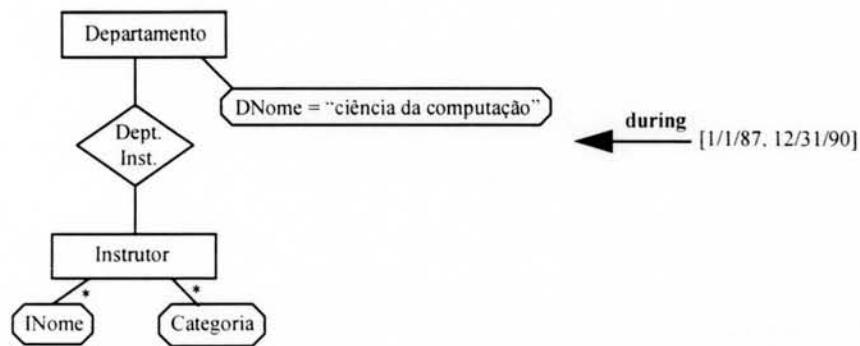 Departamento
DNome = “ciência da computação”
during
[1/1/87, 12/31/90]
Dept.
Inst.
Instrutor
* *
INome
Categoria